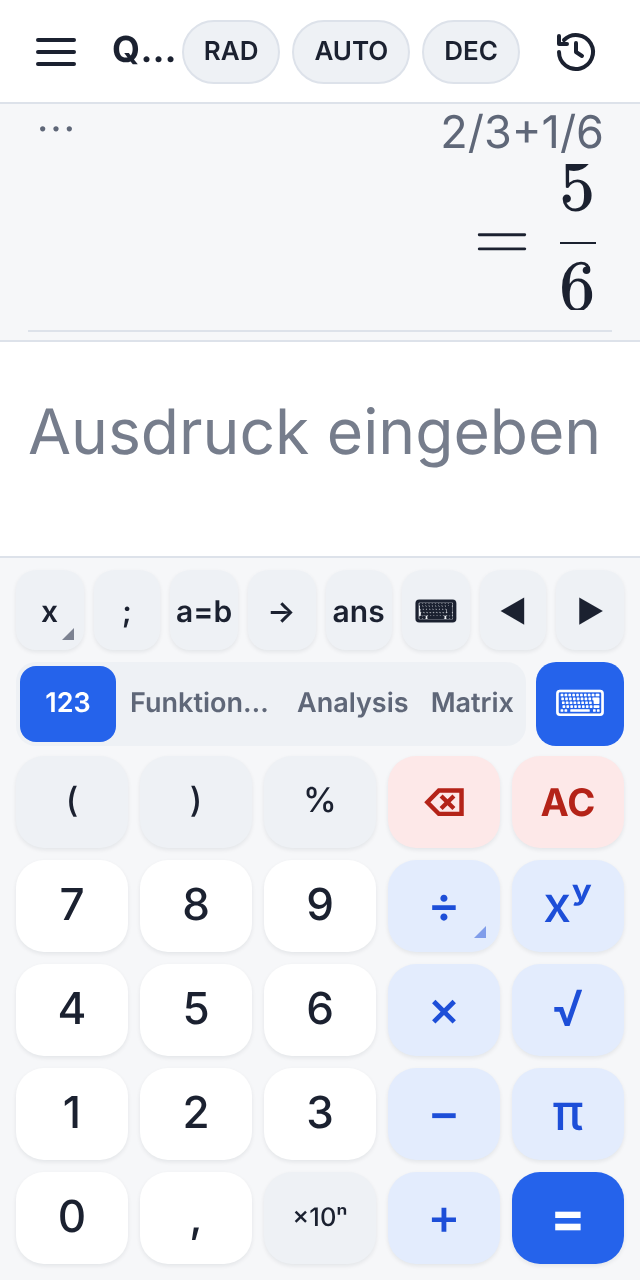 Q...
RAD
AUTO
DEC
...
2/3+1/6
= 5/6
Ausdruck eingeben
x
;
a=b
→
ans
⌨
◀
▶
123
Funktion...
Analysis
Matrix
⌨
(
)
%
⌫
AC
7
8
9
÷
xʸ
4
5
6
×
√
1
2
3
−
π
0
,
×10ⁿ
+
=